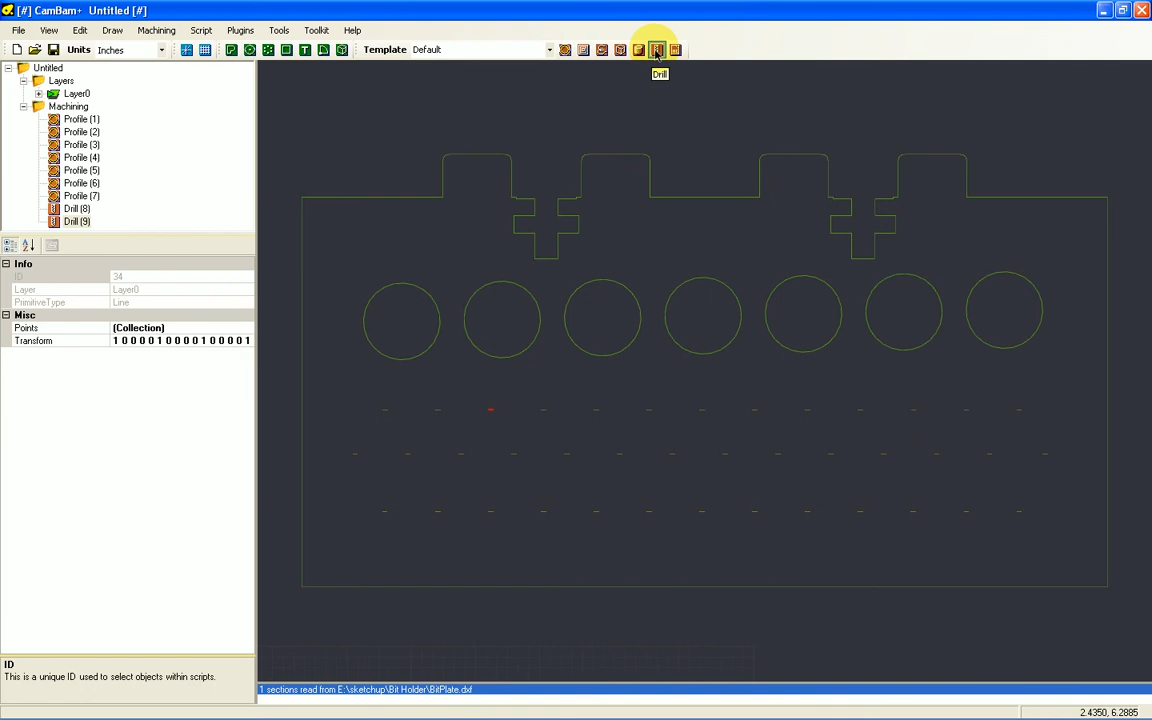 [#] CamBam+ Untitled [#]
File View Edit Draw Machining Script Plugins Tools Toolkit Help
Units Inches Template Default
Drill
Untitled
Layers
Layer0
Machining
Profile (1)
Profile (2)
Profile (3)
Profile (4)
Profile (5)
Profile (6)
Profile (7)
Drill (8)
Drill (9)
Info
ID 34
Layer Layer0
PrimitiveType Line
Misc
Points (Collection)
Transform 1 0 0 0 0 1 0 0 0 0 1 0 0 0 0 1
ID
This is a unique ID used to select objects within scripts.
1 sections read from E:\sketchup\Bit Holder\BitPlate.dxf
2.4350, 6.2885